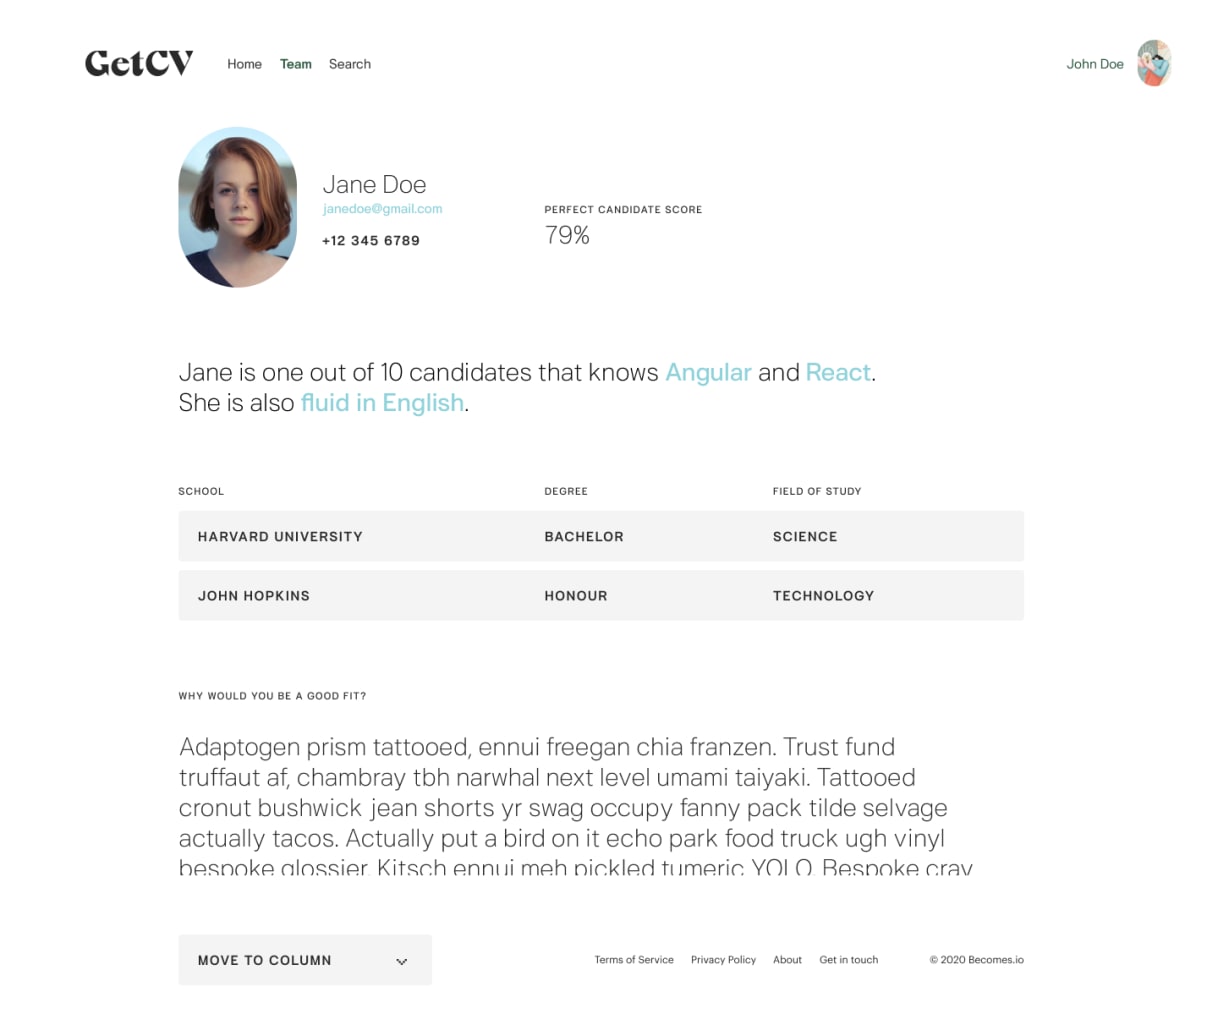 GetCV Home Team Search John Doe
Jane Doe
janedoe@gmail.com
+12 345 6789
PERFECT CANDIDATE SCORE
79%
Jane is one out of 10 candidates that knows Angular and React.
She is also fluid in English.
SCHOOL DEGREE FIELD OF STUDY
HARVARD UNIVERSITY BACHELOR SCIENCE
JOHN HOPKINS HONOUR TECHNOLOGY
WHY WOULD YOU BE A GOOD FIT?
Adaptogen prism tattooed, ennui freegan chia franzen. Trust fund
truffaut af, chambray tbh narwhal next level umami taiyaki. Tattooed
cronut bushwick jean shorts yr swag occupy fanny pack tilde selvage
actually tacos. Actually put a bird on it echo park food truck ugh vinyl
bespoke glossier. Kitsch ennui meh pickled tumeric YOLO. Bespoke cray
MOVE TO COLUMN
Terms of Service Privacy Policy About Get in touch © 2020 Becomes.io